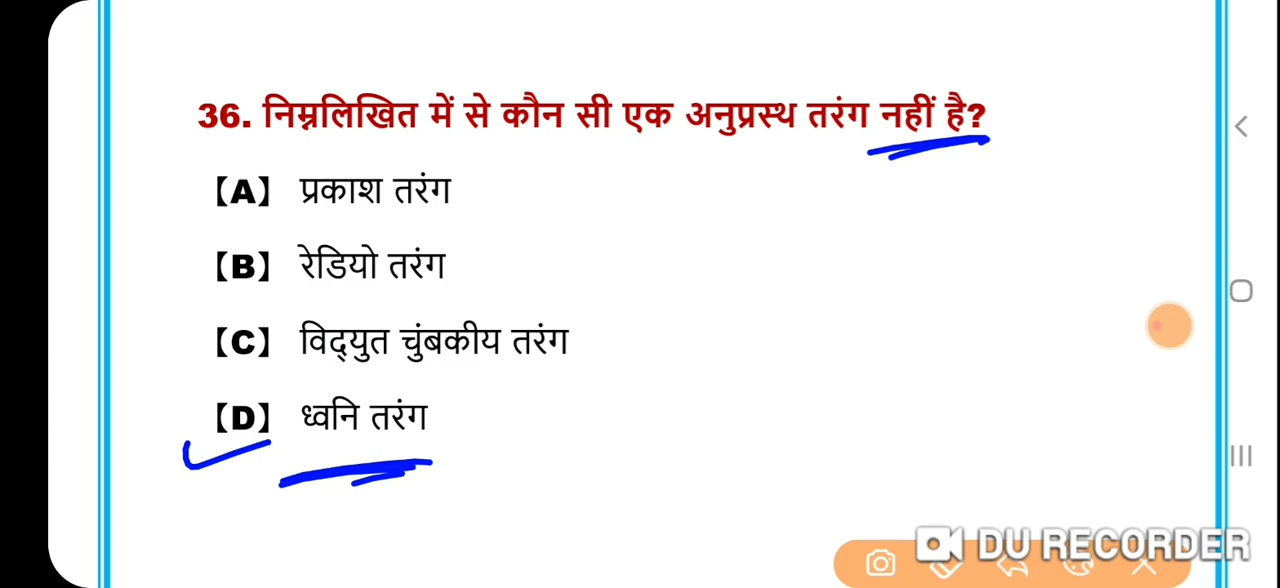 36. निम्नलिखित में से कौन सी एक अनुप्रस्थ तरंग नहीं है?
【A】 प्रकाश तरंग
【B】 रेडियो तरंग
【C】 विद्युत चुंबकीय तरंग
【D】 ध्वनि तरंग
DU RECORDER